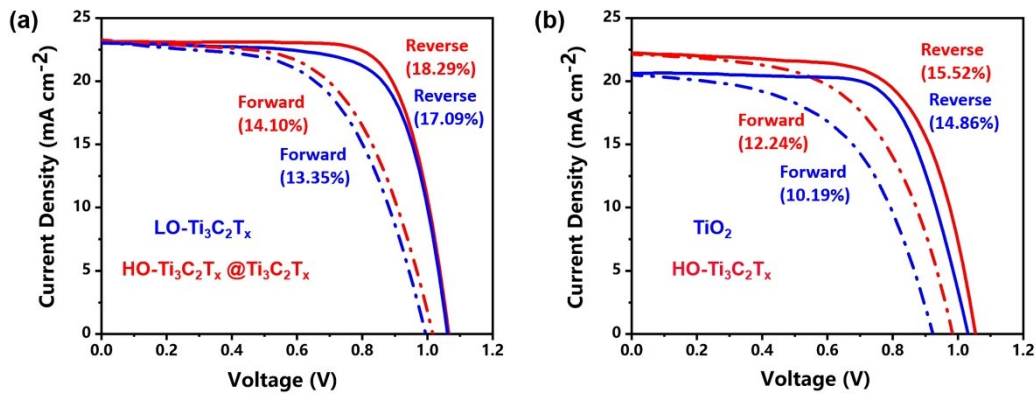 (a)
25
20
15
10
5
0
Current Density (mA cm⁻²)
0.0 0.2 0.4 0.6 0.8 1.0 1.2
Voltage (V)
Reverse
(18.29%)
Reverse
(17.09%)
Forward
(14.10%)
Forward
(13.35%)
LO-Ti₃C₂Tₓ
HO-Ti₃C₂Tₓ @Ti₃C₂Tₓ
(b)
25
20
15
10
5
0
Current Density (mA cm⁻²)
0.0 0.2 0.4 0.6 0.8 1.0 1.2
Voltage (V)
Reverse
(15.52%)
Reverse
(14.86%)
Forward
(12.24%)
Forward
(10.19%)
TiO₂
HO-Ti₃C₂Tₓ